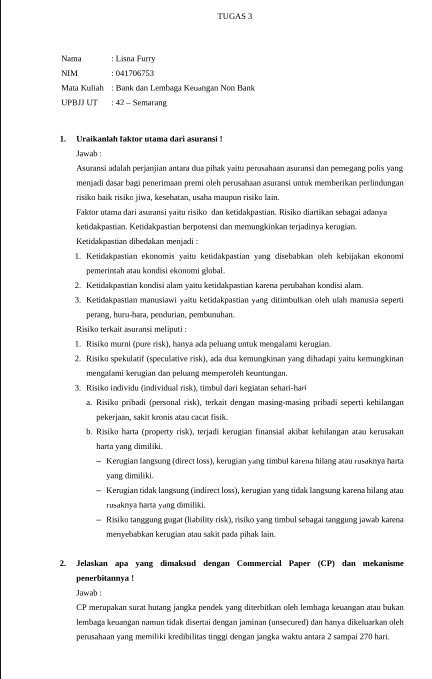 TUGAS 3
Nama : Lisna Furry
NIM : 041706753
Mata Kuliah : Bank dan Lembaga Keuangan Non Bank
UPBJJ UT : 42 – Semarang
1. Uraikanlah faktor utama dari asuransi !
Jawab :
Asuransi adalah perjanjian antara dua pihak yaitu perusahaan asuransi dan pemegang polis yang
menjadi dasar bagi penerimaan premi oleh perusahaan asuransi untuk memberikan perlindungan
risiko baik risiko jiwa, kesehatan, usaha maupun risiko lain.
Faktor utama dari asuransi yaitu risiko dan ketidakpastian. Risiko diartikan sebagai adanya
ketidakpastian. Ketidakpastian berpotensi dan memungkinkan terjadinya kerugian.
Ketidakpastian dibedakan menjadi :
1. Ketidakpastian ekonomis yaitu ketidakpastian yang disebabkan oleh kebijakan ekonomi
pemerintah atau kondisi ekonomi global.
2. Ketidakpastian kondisi alam yaitu ketidakpastian karena perubahan kondisi alam.
3. Ketidakpastian manusiawi yaitu ketidakpastian yang ditimbulkan oleh ulah manusia seperti
perang, huru-hara, pendurian, pembunuhan.
Risiko terkait asuransi meliputi :
1. Risiko murni (pure risk), hanya ada peluang untuk mengalami kerugian.
2. Risiko spekulatif (speculative risk), ada dua kemungkinan yang dihadapi yaitu kemungkinan
mengalami kerugian dan peluang memperoleh keuntungan.
3. Risiko individu (individual risk), timbul dari kegiatan sehari-hari
a. Risiko pribadi (personal risk), terkait dengan masing-masing pribadi seperti kehilangan
pekerjaan, sakit kronis atau cacat fisik.
b. Risiko harta (property risk), terjadi kerugian finansial akibat kehilangan atau kerusakan
harta yang dimiliki.
– Kerugian langsung (direct loss), kerugian yang timbul karena hilang atau rusaknya harta
yang dimiliki.
– Kerugian tidak langsung (indirect loss), kerugian yang tidak langsung karena hilang atau
rusaknya harta yang dimiliki.
– Risiko tanggung gugat (liability risk), risiko yang timbul sebagai tanggung jawab karena
menyebabkan kerugian atau sakit pada pihak lain.
2. Jelaskan apa yang dimaksud dengan Commercial Paper (CP) dan mekanisme
penerbitannya !
Jawab :
CP merupakan surat hutang jangka pendek yang diterbitkan oleh lembaga keuangan atau bukan
lembaga keuangan namun tidak disertai dengan jaminan (unsecured) dan hanya dikeluarkan oleh
perusahaan yang memiliki kredibilitas tinggi dengan jangka waktu antara 2 sampai 270 hari.